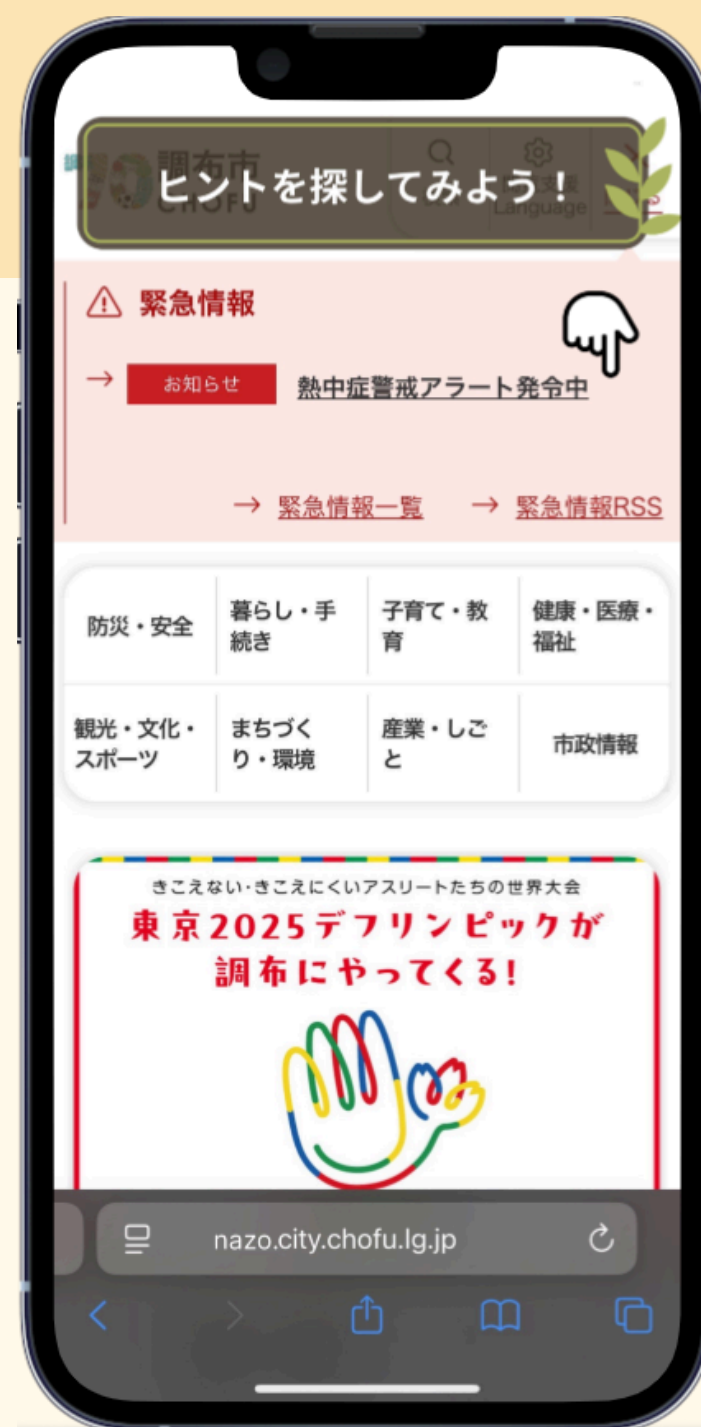 ヒントを探してみよう！
調布市
CHOFU
Language
緊急情報
お知らせ
熱中症警戒アラート発令中
緊急情報一覧
緊急情報RSS
防災・安全
暮らし・手
続き
子育て・教
育
健康・医療・
福祉
観光・文化・
スポーツ
まちづく
り・環境
産業・しご
と
市政情報
きこえない・きこえにくいアスリートたちの世界大会
東京2025デフリンピックが
調布にやってくる!
nazo.city.chofu.lg.jp